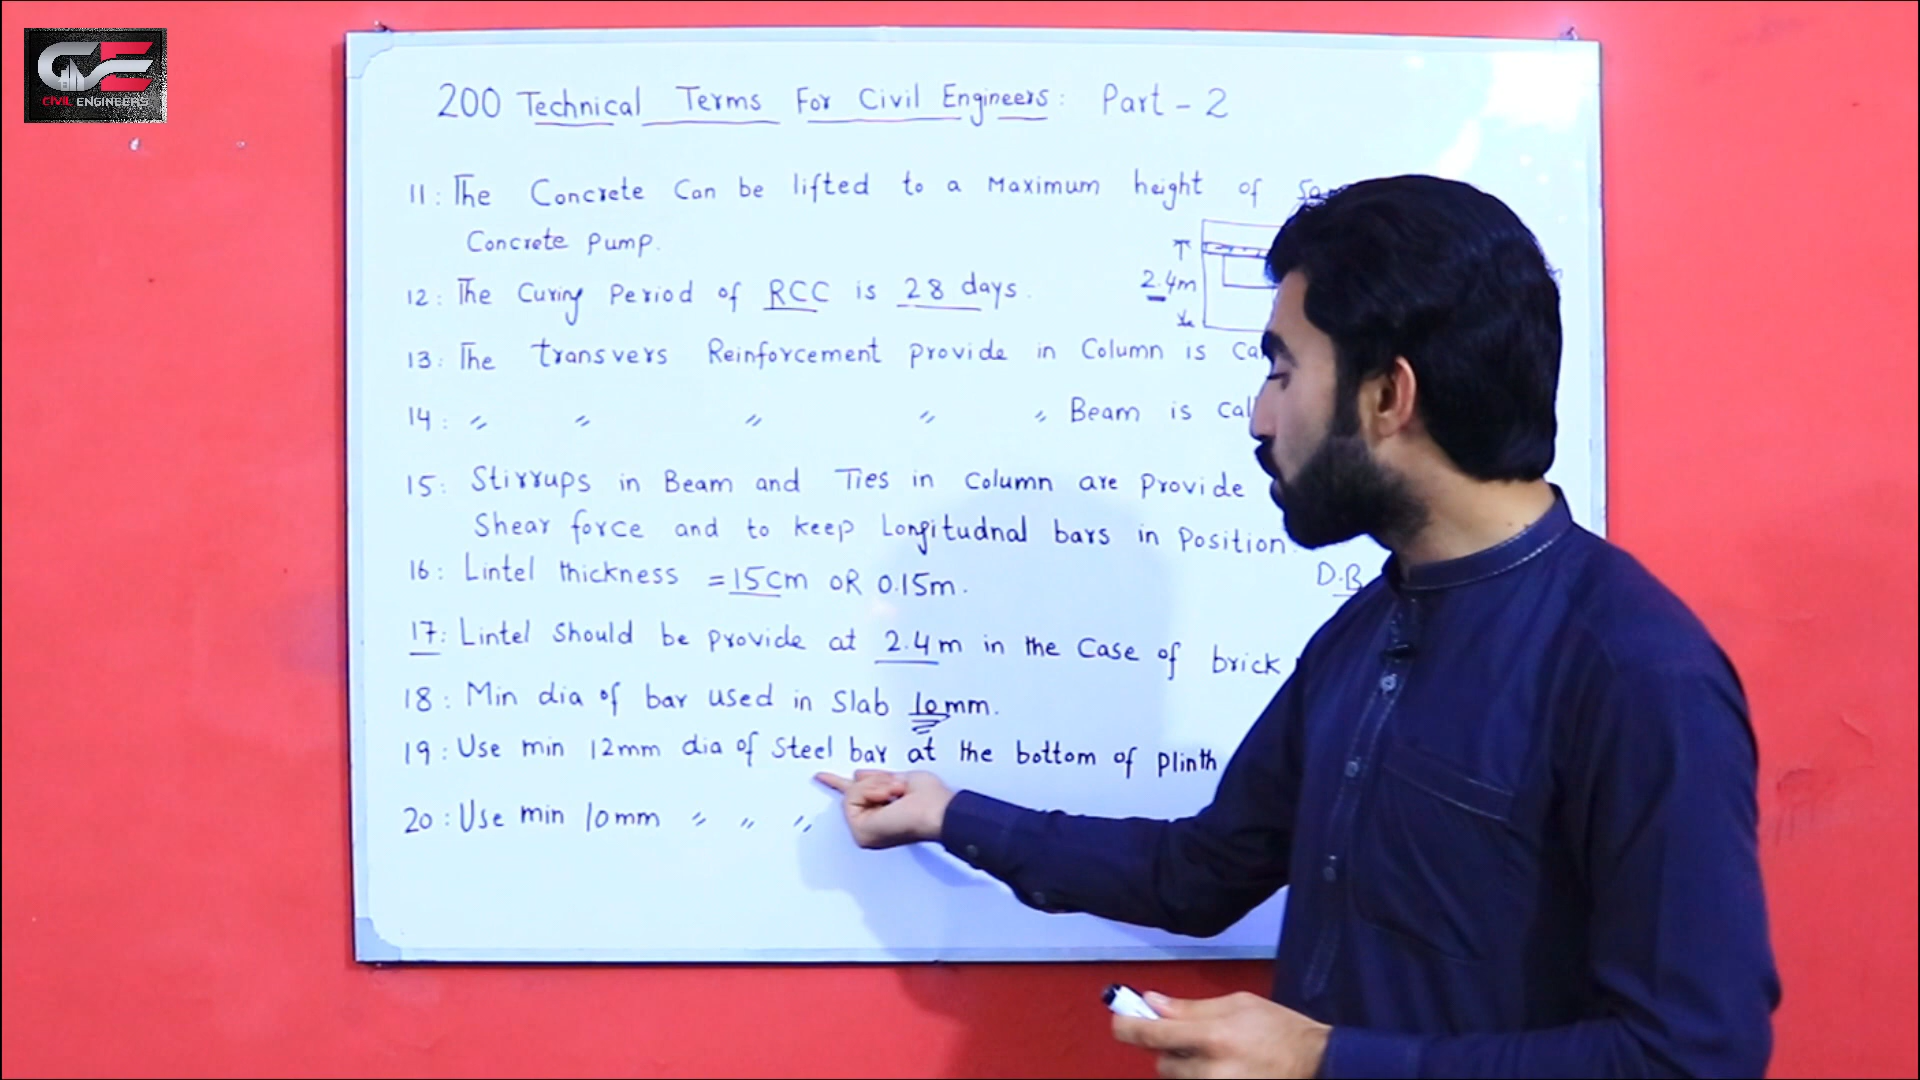 CIVIL ENGINEERS
200 Technical Terms For Civil Engineers: Part - 2
11: The Concrete Can be lifted to a Maximum height of
Concrete pump.
2.4m
12: The Curing Period of RCC is 28 days.
13: The transvers Reinforcement provide in Column is
14: 〃 〃 〃 〃 〃 Beam is
15: Stirrups in Beam and Ties in Column are Provide
Shear force and to keep Longitudnal bars in Position.
16: Lintel thickness = 15cm OR 0.15m.
D.B
17: Lintel Should be provide at 2.4m in the Case of brick
18: Min dia of bar used in Slab 10mm.
19: Use min 12mm dia of Steel bar at the bottom of Plinth
20: Use min 10mm 〃 〃 〃